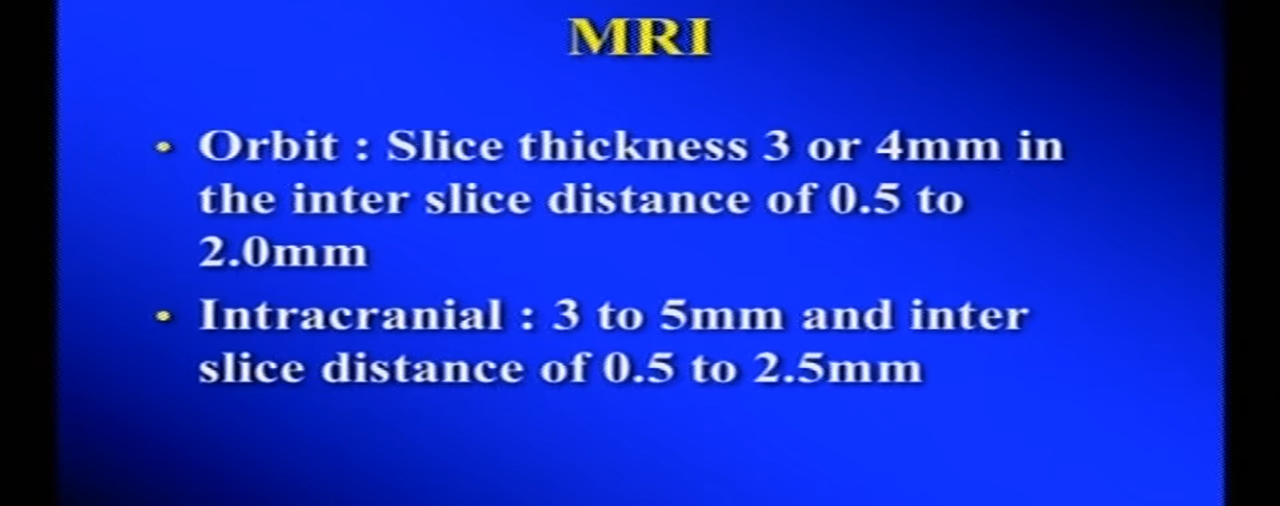 MRI
• Orbit : Slice thickness 3 or 4mm in
the inter slice distance of 0.5 to
2.0mm
• Intracranial : 3 to 5mm and inter
slice distance of 0.5 to 2.5mm